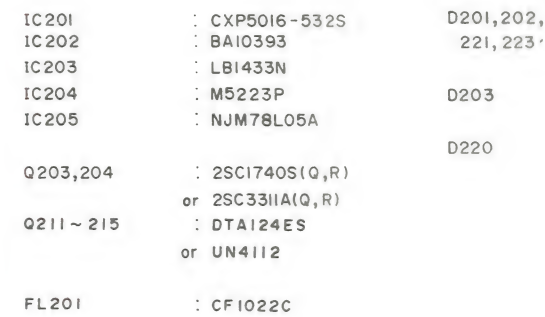 IC201 : CXP5016-532S D201,202,
IC202 : BA10393 221,223
IC203 : LB1433N
IC204 : M5223P D203
IC205 : NJM78L05A
D220
Q203,204 : 2SC1740S(Q,R)
or 2SC3311A(Q,R)
Q211~215 : DTA124ES
or UN4112
FL201 : CF1022C